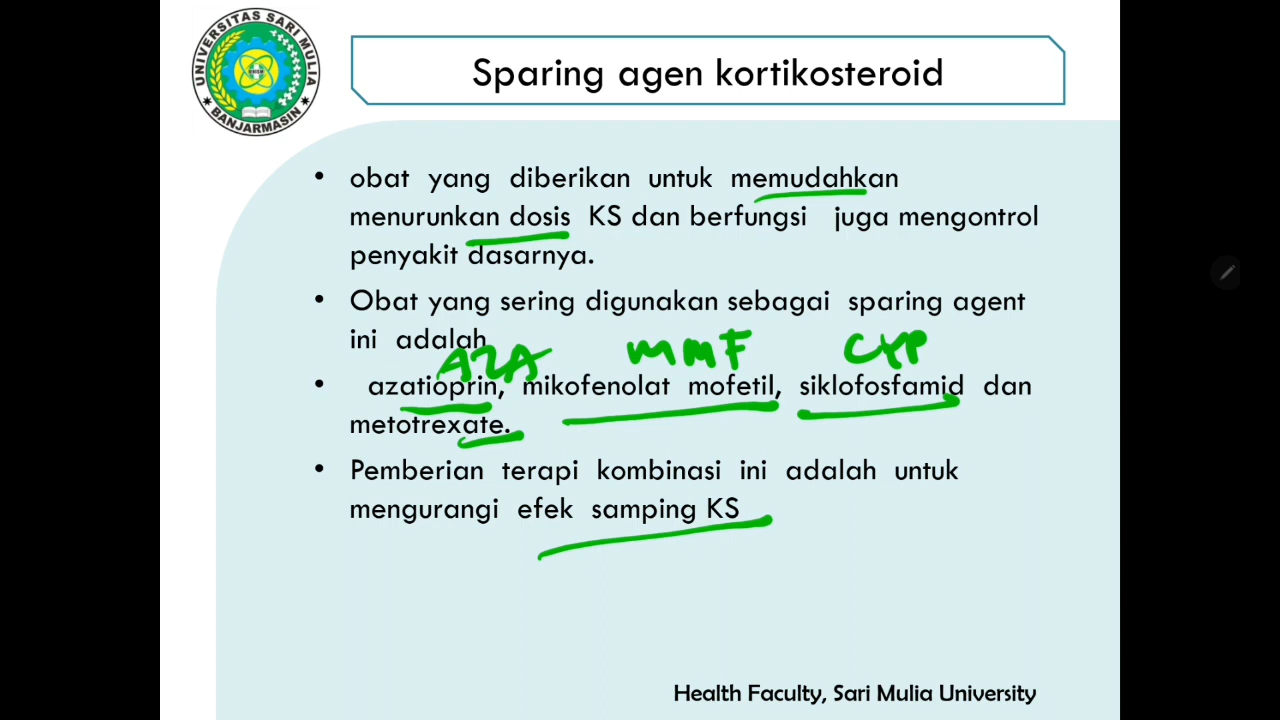 UNIVERSITAS SARI MULIA
BANJARMASIN
Sparing agen kortikosteroid
• obat yang diberikan untuk memudahkan
menurunkan dosis KS dan berfungsi juga mengontrol
penyakit dasarnya.
• Obat yang sering digunakan sebagai sparing agent
ini adalah
AZA MMF CYP
• azatioprin, mikofenolat mofetil, siklofosfamid dan
metotrexate.
• Pemberian terapi kombinasi ini adalah untuk
mengurangi efek samping KS
Health Faculty, Sari Mulia University